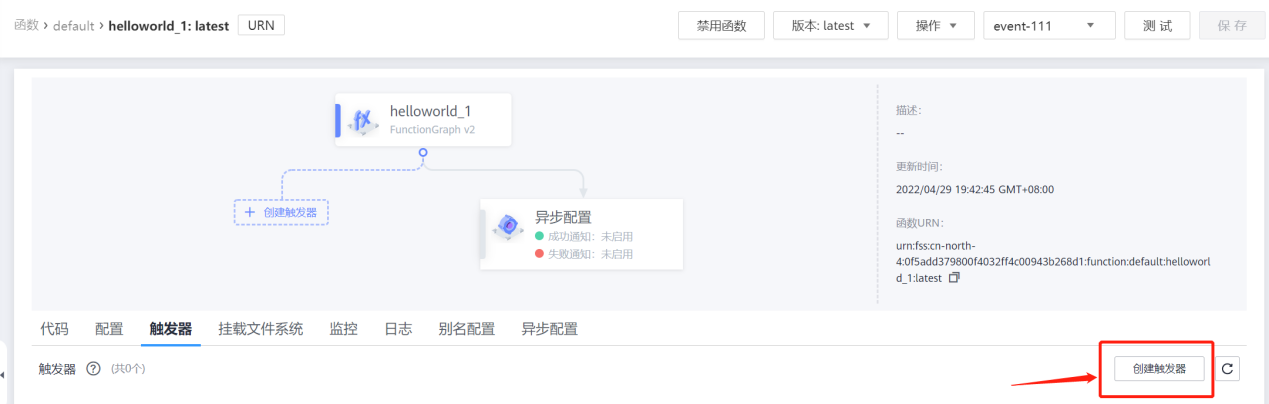 函数 > default > helloworld_1: latest URN 禁用函数 版本: latest 操作 event-111 测试 保存
helloworld_1
FunctionGraph v2
+ 创建触发器
异步配置
成功通知: 未启用
失败通知: 未启用
描述:
--
更新时间:
2022/04/29 19:42:45 GMT+08:00
函数URN:
urn:fss:cn-north-
4:0f5add379800f4032ff4c00943b268d1:function:default:helloworl
d_1:latest
代码 配置 触发器 挂载文件系统 监控 日志 别名配置 异步配置
触发器 ? (共0个) 创建触发器